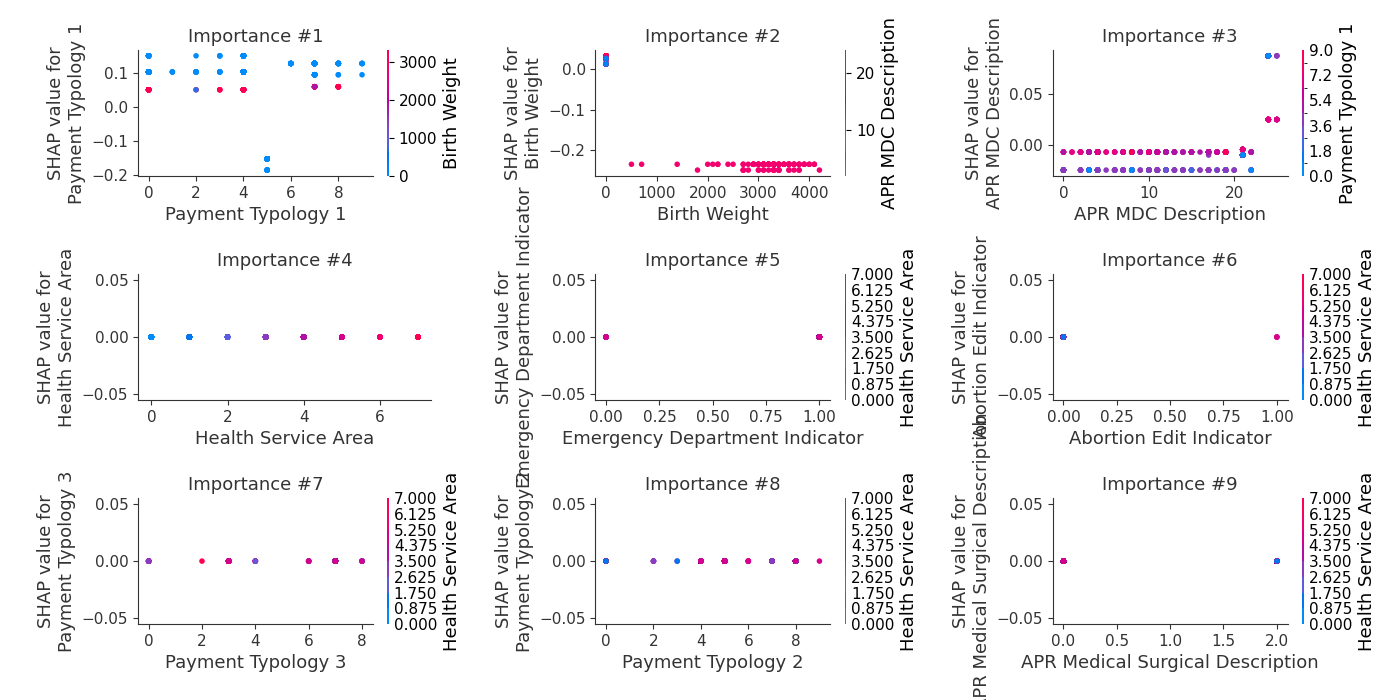 Importance #1
SHAP value for
Payment Typology 1
0.1
0.0
−0.1
−0.2
0 2 4 6 8
Payment Typology 1
3000
2000
1000
0
Birth Weight
Importance #2
SHAP value for
Birth Weight
0.0
−0.1
−0.2
0 1000 2000 3000 4000
Birth Weight
20
10
APR MDC Description
Importance #3
SHAP value for
APR MDC Description
0.05
0.00
0 10 20
APR MDC Description
9.0
7.2
5.4
3.6
1.8
0.0
Payment Typology 1
Importance #4
SHAP value for
Health Service Area
0.05
0.00
−0.05
0 2 4 6
Health Service Area
Importance #5
SHAP value for
Emergency Department Indicator
0.05
0.00
−0.05
0.00 0.25 0.50 0.75 1.00
Emergency Department Indicator
7.000
6.125
5.250
4.375
3.500
2.625
1.750
0.875
0.000
Health Service Area
Importance #6
SHAP value for
Abortion Edit Indicator
0.05
0.00
−0.05
0.00 0.25 0.50 0.75 1.00
Abortion Edit Indicator
7.000
6.125
5.250
4.375
3.500
2.625
1.750
0.875
0.000
Health Service Area
Importance #7
SHAP value for
Payment Typology 3
0.05
0.00
−0.05
0 2 4 6 8
Payment Typology 3
7.000
6.125
5.250
4.375
3.500
2.625
1.750
0.875
0.000
Health Service Area
Importance #8
SHAP value for
Payment Typology 2
0.05
0.00
−0.05
0 2 4 6 8
Payment Typology 2
7.000
6.125
5.250
4.375
3.500
2.625
1.750
0.875
0.000
Health Service Area
Importance #9
SHAP value for
APR Medical Surgical Description
0.05
0.00
−0.05
0.0 0.5 1.0 1.5 2.0
APR Medical Surgical Description
7.000
6.125
5.250
4.375
3.500
2.625
1.750
0.875
0.000
Health Service Area